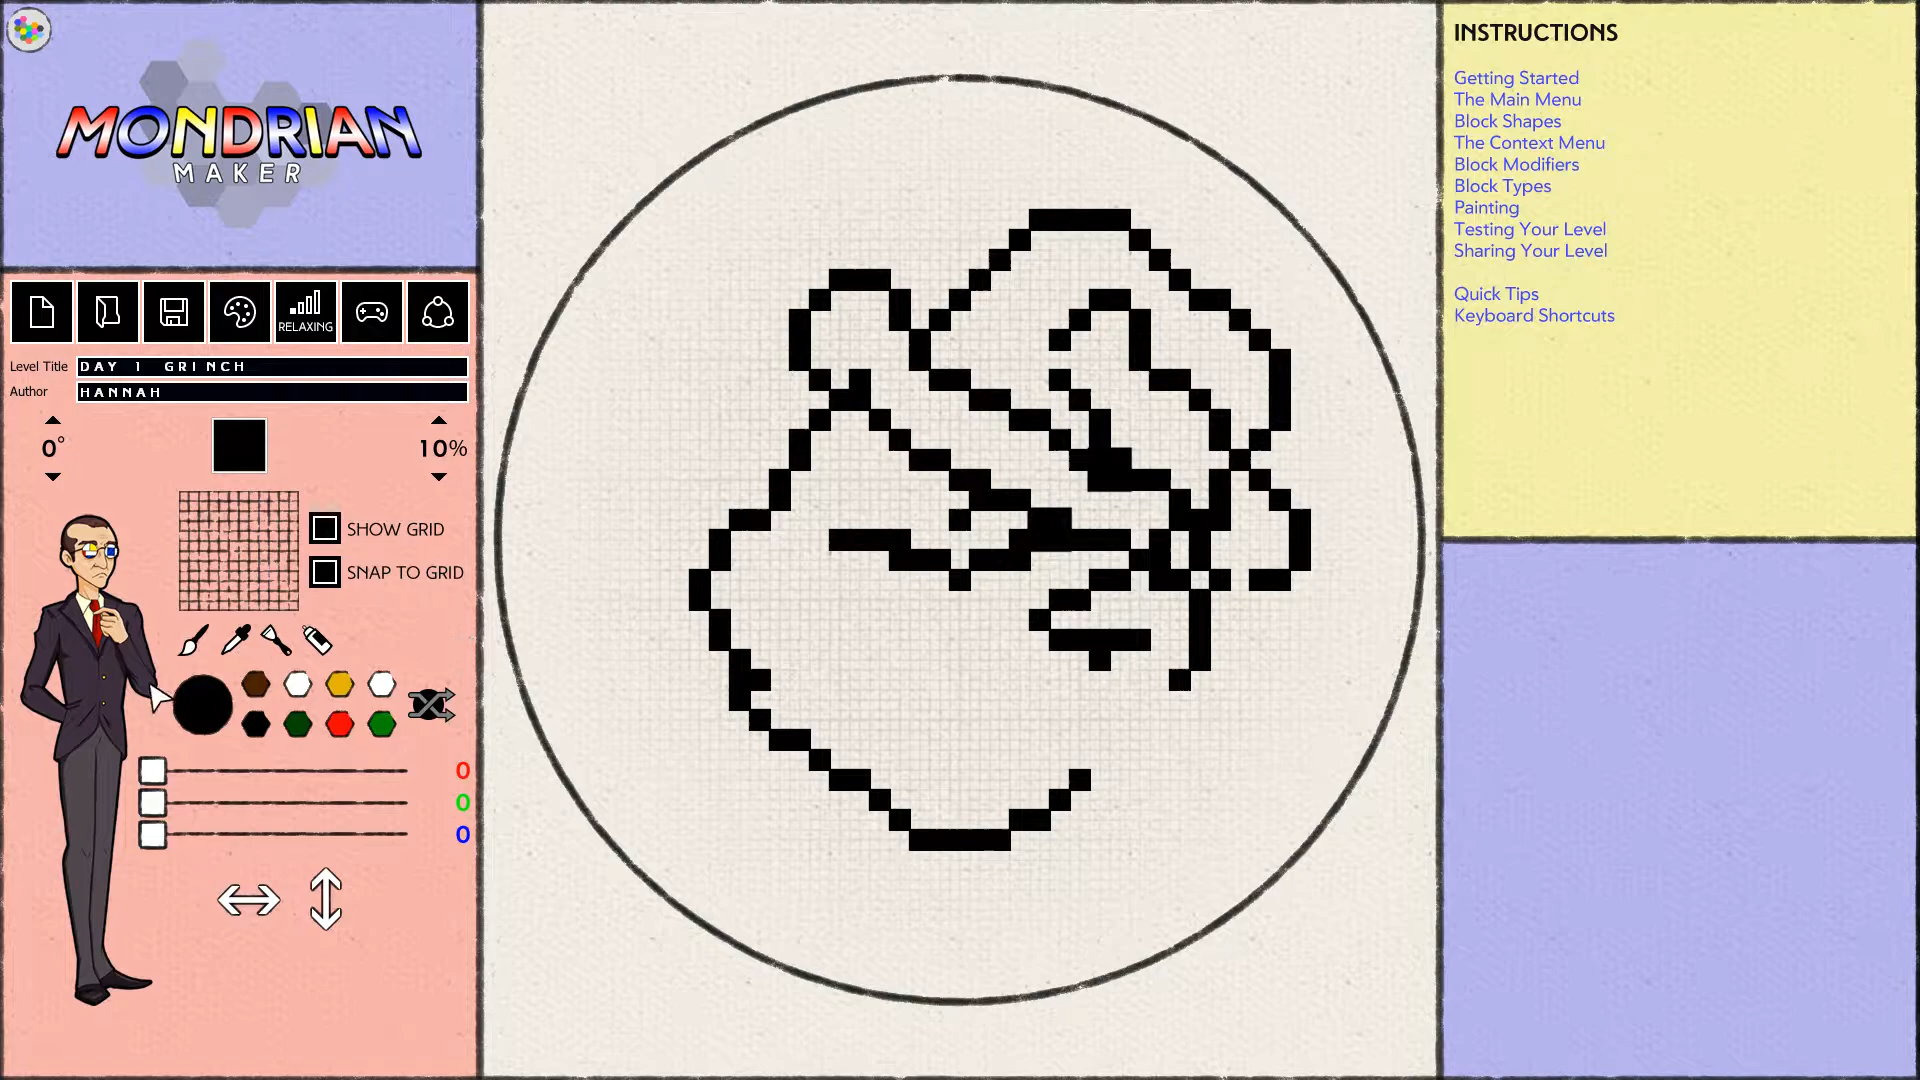 MONDRIAN
MAKER
RELAXING
Level Title DAY 1 GRINCH
Author HANNAH
0° 10%
SHOW GRID
SNAP TO GRID
0
0
0
INSTRUCTIONS
Getting Started
The Main Menu
Block Shapes
The Context Menu
Block Modifiers
Block Types
Painting
Testing Your Level
Sharing Your Level
Quick Tips
Keyboard Shortcuts